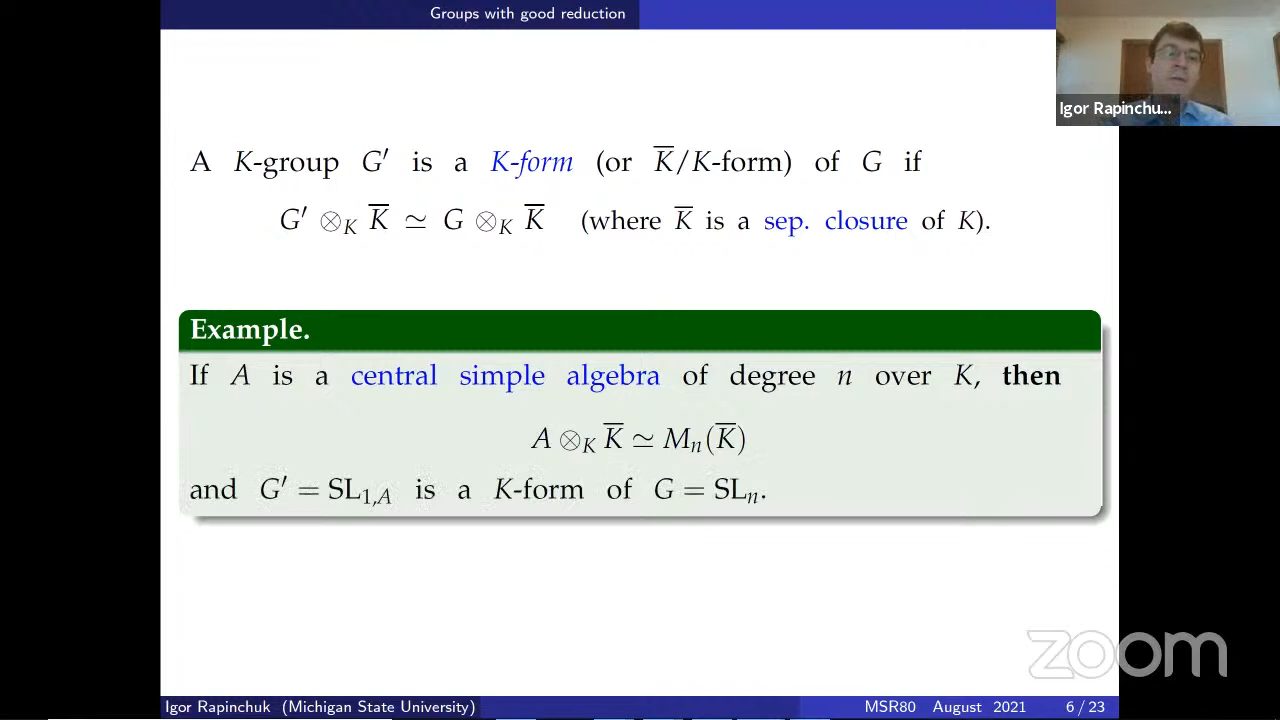 Groups with good reduction
Igor Rapinchu...
A K-group G′ is a K-form (or K̅/K-form) of G if
G′ ⊗_K K̅ ≃ G ⊗_K K̅ (where K̅ is a sep. closure of K).
Example.
If A is a central simple algebra of degree n over K, then
A ⊗_K K̅ ≃ M_n(K̅)
and G′ = SL_{1,A} is a K-form of G = SL_n.
zoom
Igor Rapinchuk (Michigan State University) MSR80 August 2021 6 / 23